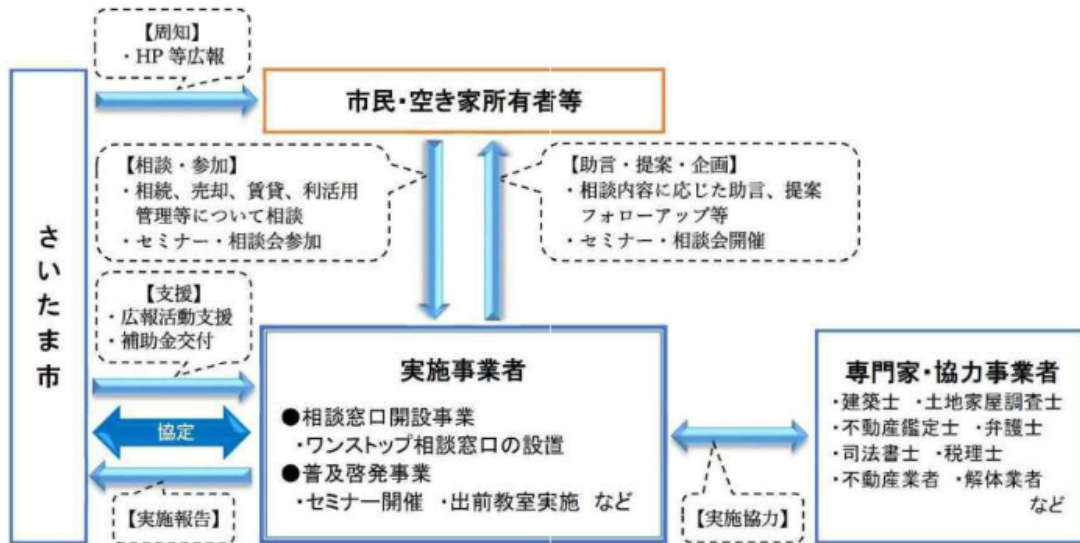 【周知】
・HP 等広報
市民・空き家所有者等
【相談・参加】
・相続、売却、賃貸、利活用
管理等について相談
・セミナー・相談会参加
【助言・提案・企画】
・相談内容に応じた助言、提案
フォローアップ等
・セミナー・相談会開催
さいたま市
【支援】
・広報活動支援
・補助金交付
協定
【実施報告】
実施事業者
●相談窓口開設事業
・ワンストップ相談窓口の設置
●普及啓発事業
・セミナー開催 ・出前教室実施 など
【実施協力】
専門家・協力事業者
・建築士 ・土地家屋調査士
・不動産鑑定士 ・弁護士
・司法書士 ・税理士
・不動産業者 ・解体業者
など